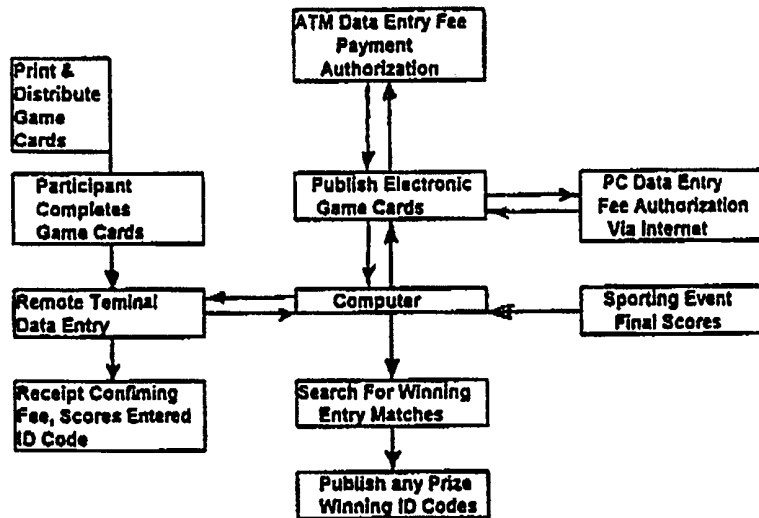 ATM Data Entry Fee
Payment
Authorization
Print &
Distribute
Game
Cards
Participant
Completes
Game Cards
Publish Electronic
Game Cards
PC Data Entry
Fee Authorization
Via Internet
Remote Teminal
Data Entry
Computer
Sporting Event
Final Scores
Receipt Confiming
Fee, Scores Entered
ID Code
Search For Winning
Entry Matches
Publish any Prize
Winning ID Codes